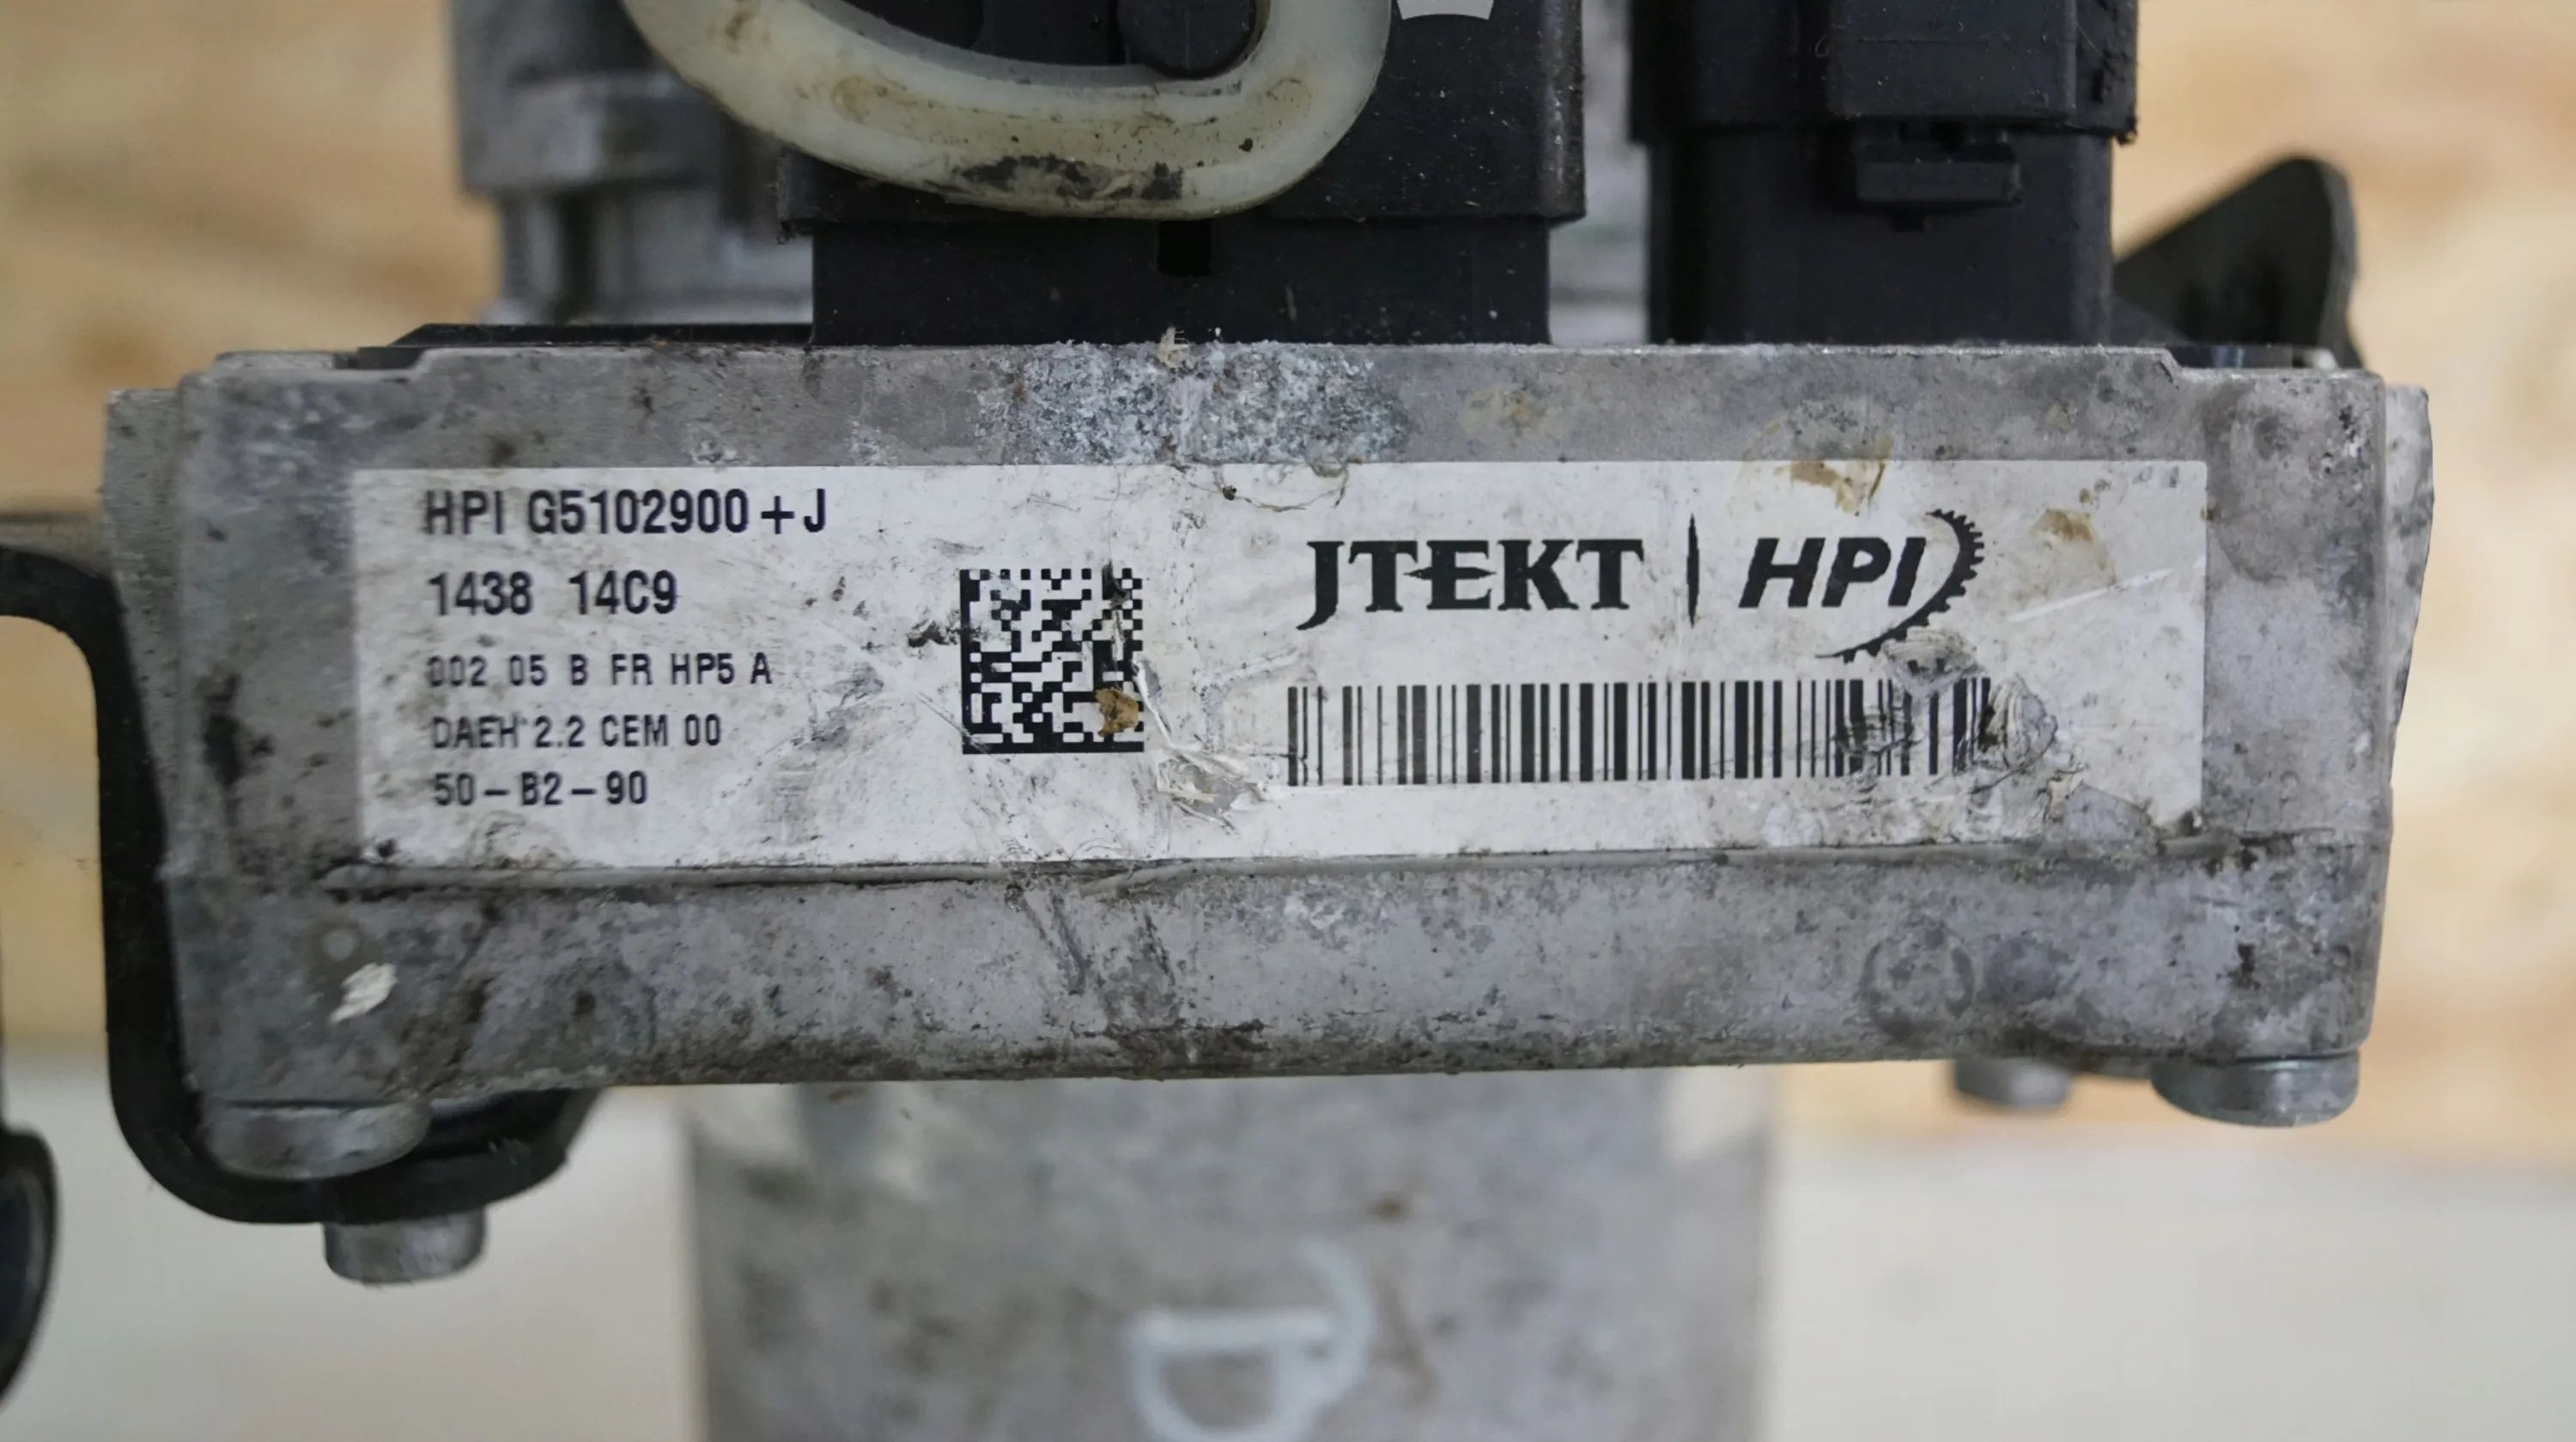 HPI G5102900+J
1438 14C9
002 05 B FR HP5 A
DAEH 2.2 CEM 00
50-B2-90
JTEKT | HPI